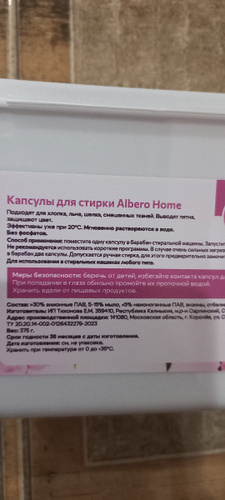 Капсулы для стирки Albero Home
Подходят для хлопка, льна, шелка, смешанных тканей. Выводят пятна,
защищают цвет.
Эффективны уже при 20°С. Мгновенно растворяются в воде.
Без фосфатов.
Способ применения: поместите одну капсулу в барабан стиральной машины.
Не рекомендуется использовать короткие программы. В случае очень сильных
в барабан две капсулы. Допускается ручная стирка, для этого предварительно
Для использования в стиральных машинах любого типа.
Меры безопасности: Беречь от детей, избегайте контакта капсул
При попадании в глаза обильно промойте их проточной водой.
Хранить вдали от пищевых продуктов.
Состав: >30% анионные ПАВ, 5-15% мыло, <5% неионогенные ПАВ, энзимы,
Изготовитель: ИП Тихонова Е.М. 359410, Республика Калмыкия, м.р-н Сарпинский,
Адрес производственной площадки: 141080, Московская область, г. Королёв,
ТУ 20.20.14-002-0126432279-2023
Вес: 375 г.
Срок годности 36 месяцев с даты изготовления.
Дата изготовления: см. на упаковке.
Хранить при температуре от 0 до +35°С.